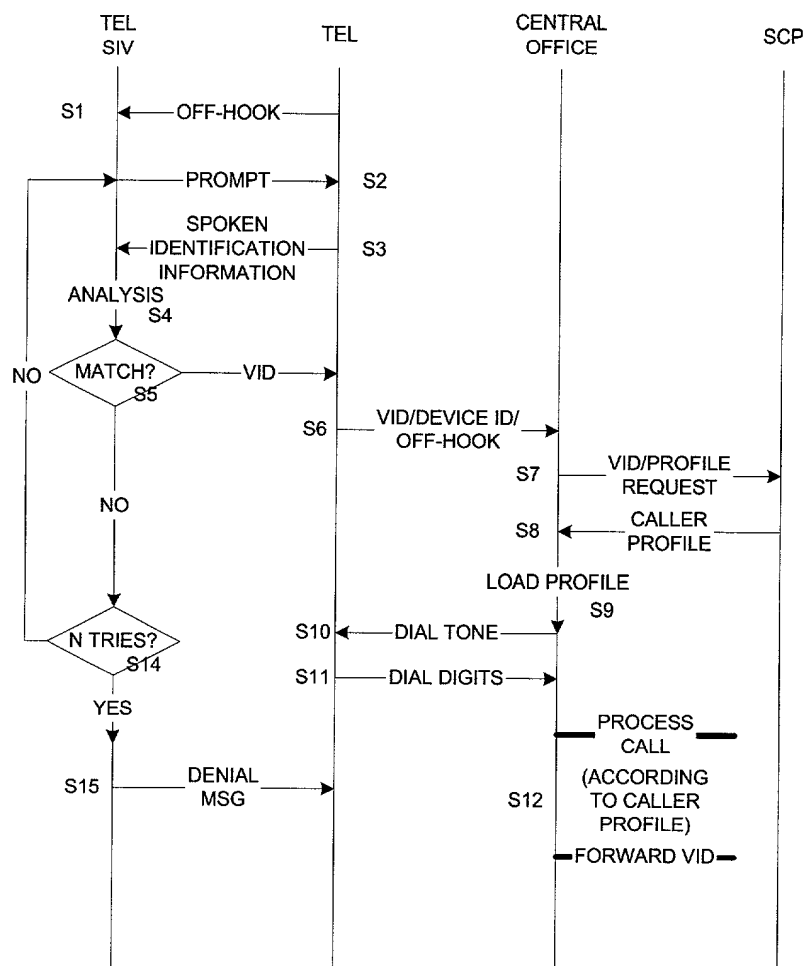 TEL
SIV
TEL
CENTRAL
OFFICE
SCP
S1
OFF-HOOK
PROMPT
S2
SPOKEN
IDENTIFICATION
INFORMATION
S3
ANALYSIS
S4
NO
MATCH?
S5
VID
S6
VID/DEVICE ID/
OFF-HOOK
S7
VID/PROFILE
REQUEST
NO
S8
CALLER
PROFILE
LOAD PROFILE
S9
N TRIES?
S14
S10
DIAL TONE
S11
DIAL DIGITS
YES
PROCESS
CALL
S15
DENIAL
MSG
S12
(ACCORDING
TO CALLER
PROFILE)
FORWARD VID